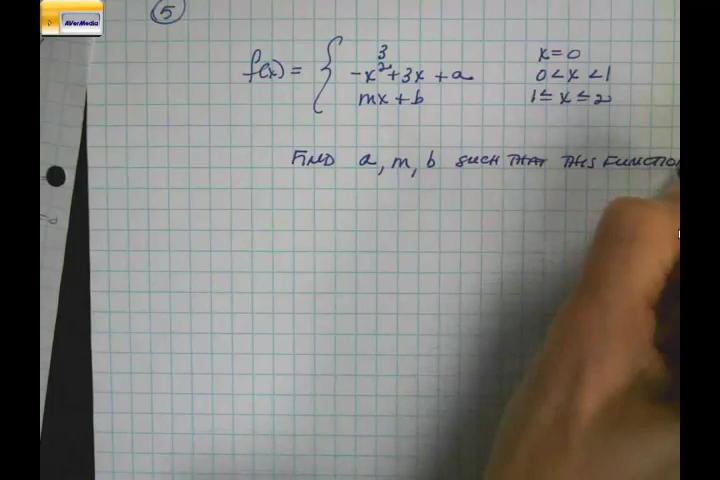 AVerMedia
5
f(x) = { 3 x=0
-x²+3x+a 0<x<1
mx+b 1≤x≤2
FIND a, m, b SUCH THAT THIS FUNCTION